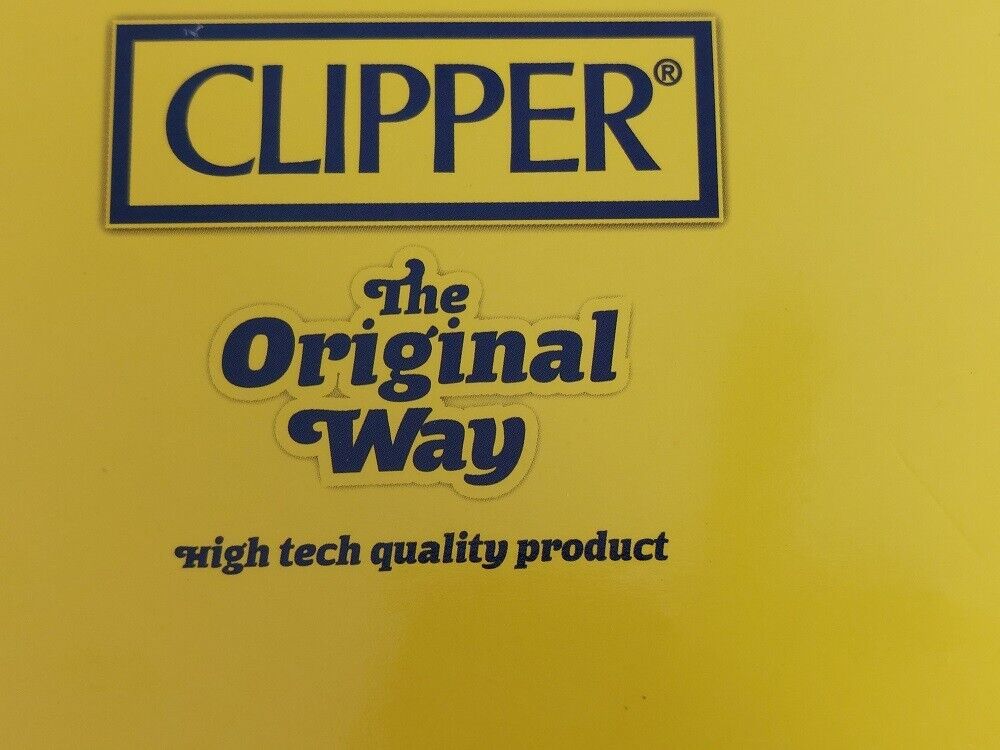 CLIPPER®
The
Original
Way
High tech quality product